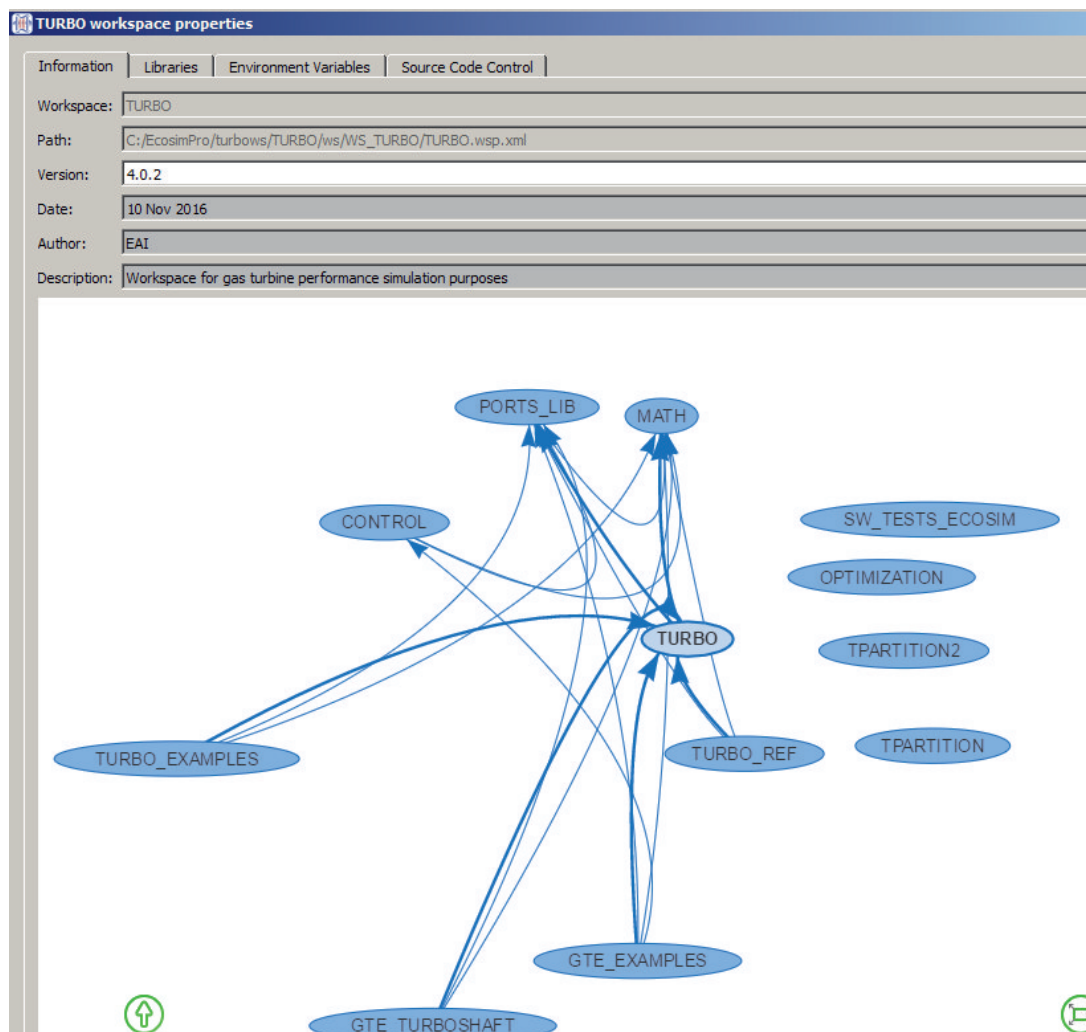 TURBO workspace properties
Information Libraries Environment Variables Source Code Control
Workspace: TURBO
Path: C:/EcosimPro/turbows/TURBO/ws/WS_TURBO/TURBO.wsp.xml
Version: 4.0.2
Date: 10 Nov 2016
Author: EAI
Description: Workspace for gas turbine performance simulation purposes
PORTS_LIB MATH
CONTROL
SW_TESTS_ECOSIM
OPTIMIZATION
TURBO
TPARTITION2
TURBO_EXAMPLES
TURBO_REF
TPARTITION
GTE_EXAMPLES
GTE_TURBOSHAFT